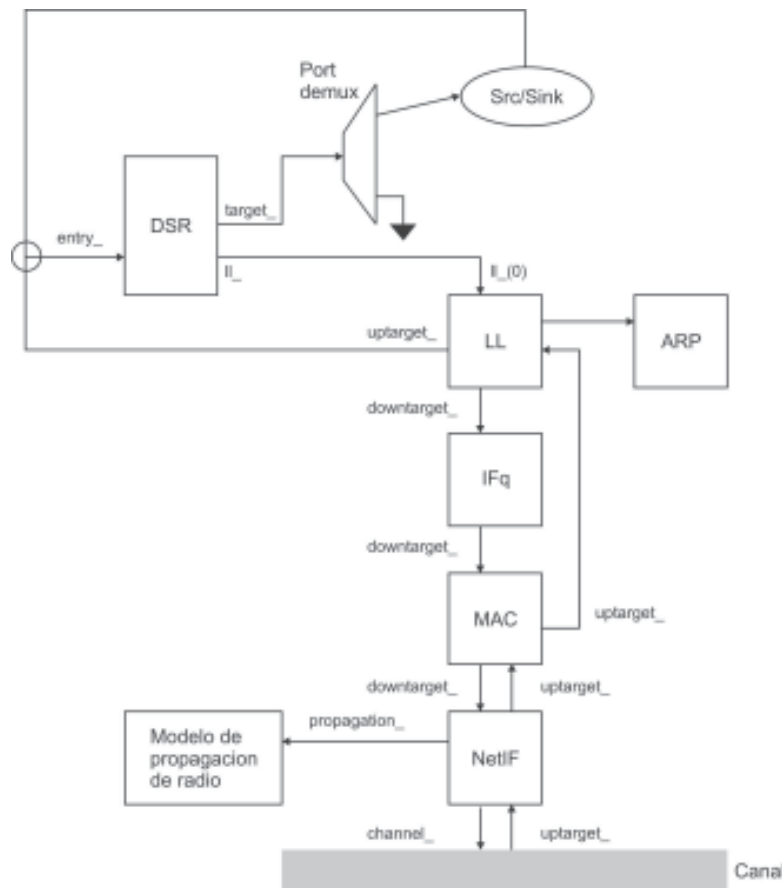 Port
demux
Src/Sink
DSR
target_
entry_
ll_
ll_(0)
uptarget_
LL
ARP
downtarget_
IFq
downtarget_
MAC
uptarget_
downtarget_
uptarget_
propagation_
Modelo de
propagacion
de radio
NetIF
channel_
uptarget_
Canal